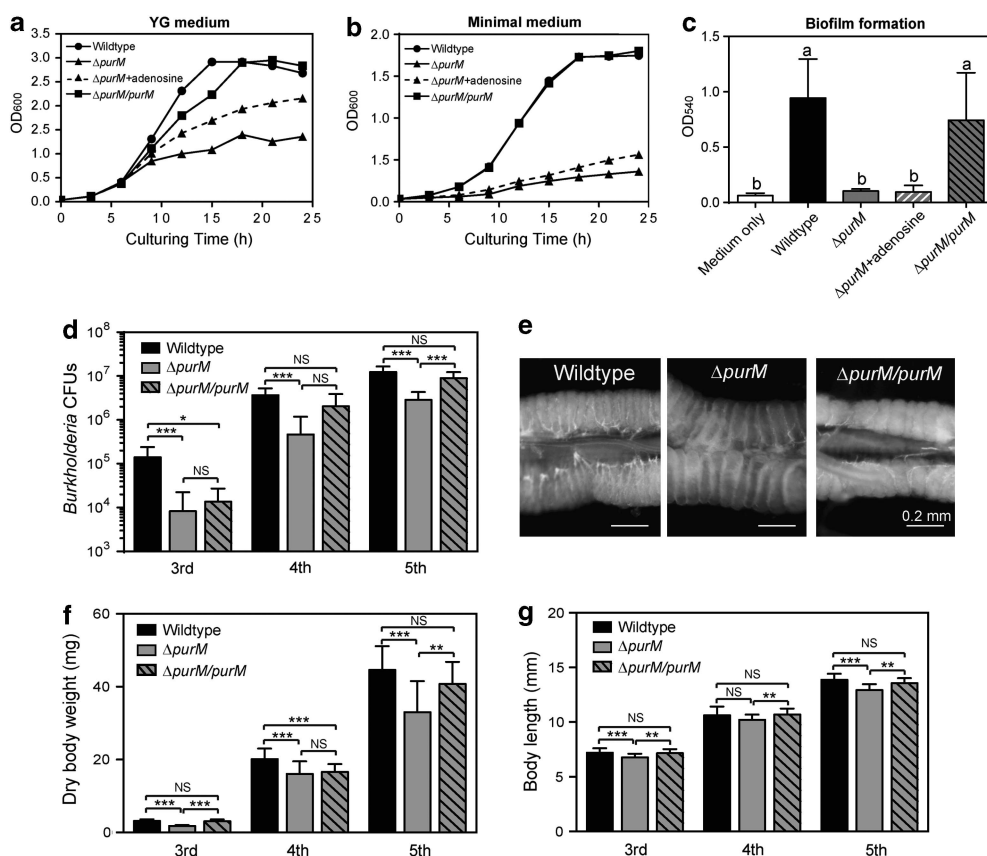 a
YG medium
OD600
3.5
3.0
2.5
2.0
1.5
1.0
0.5
0.0
Wildtype
ΔpurM
ΔpurM+adenosine
ΔpurM/purM
0 5 10 15 20 25
Culturing Time (h)
b
Minimal medium
OD600
2.0
1.5
1.0
1.5
0.0
Wildtype
ΔpurM
ΔpurM+adenosine
ΔpurM/purM
0 5 10 15 20 25
Culturing Time (h)
c
Biofilm formation
OD540
1.5
1.0
0.5
0.0
b a b b a
Medium only
Wildtype
ΔpurM
ΔpurM+adenosine
ΔpurM/purM
d
Burkholderia CFUs
10^8
10^7
10^6
10^5
10^4
10^3
Wildtype
ΔpurM
ΔpurM/purM
*
***
NS
NS
***
NS
NS
***
***
3rd 4th 5th
e
Wildtype
ΔpurM
ΔpurM/purM
0.2 mm
f
Dry body weight (mg)
60
40
20
0
Wildtype
ΔpurM
ΔpurM/purM
NS
***
***
***
***
NS
NS
***
**
3rd 4th 5th
g
Body length (mm)
20
15
10
5
0
Wildtype
ΔpurM
ΔpurM/purM
NS
***
**
NS
NS
**
NS
***
**
3rd 4th 5th